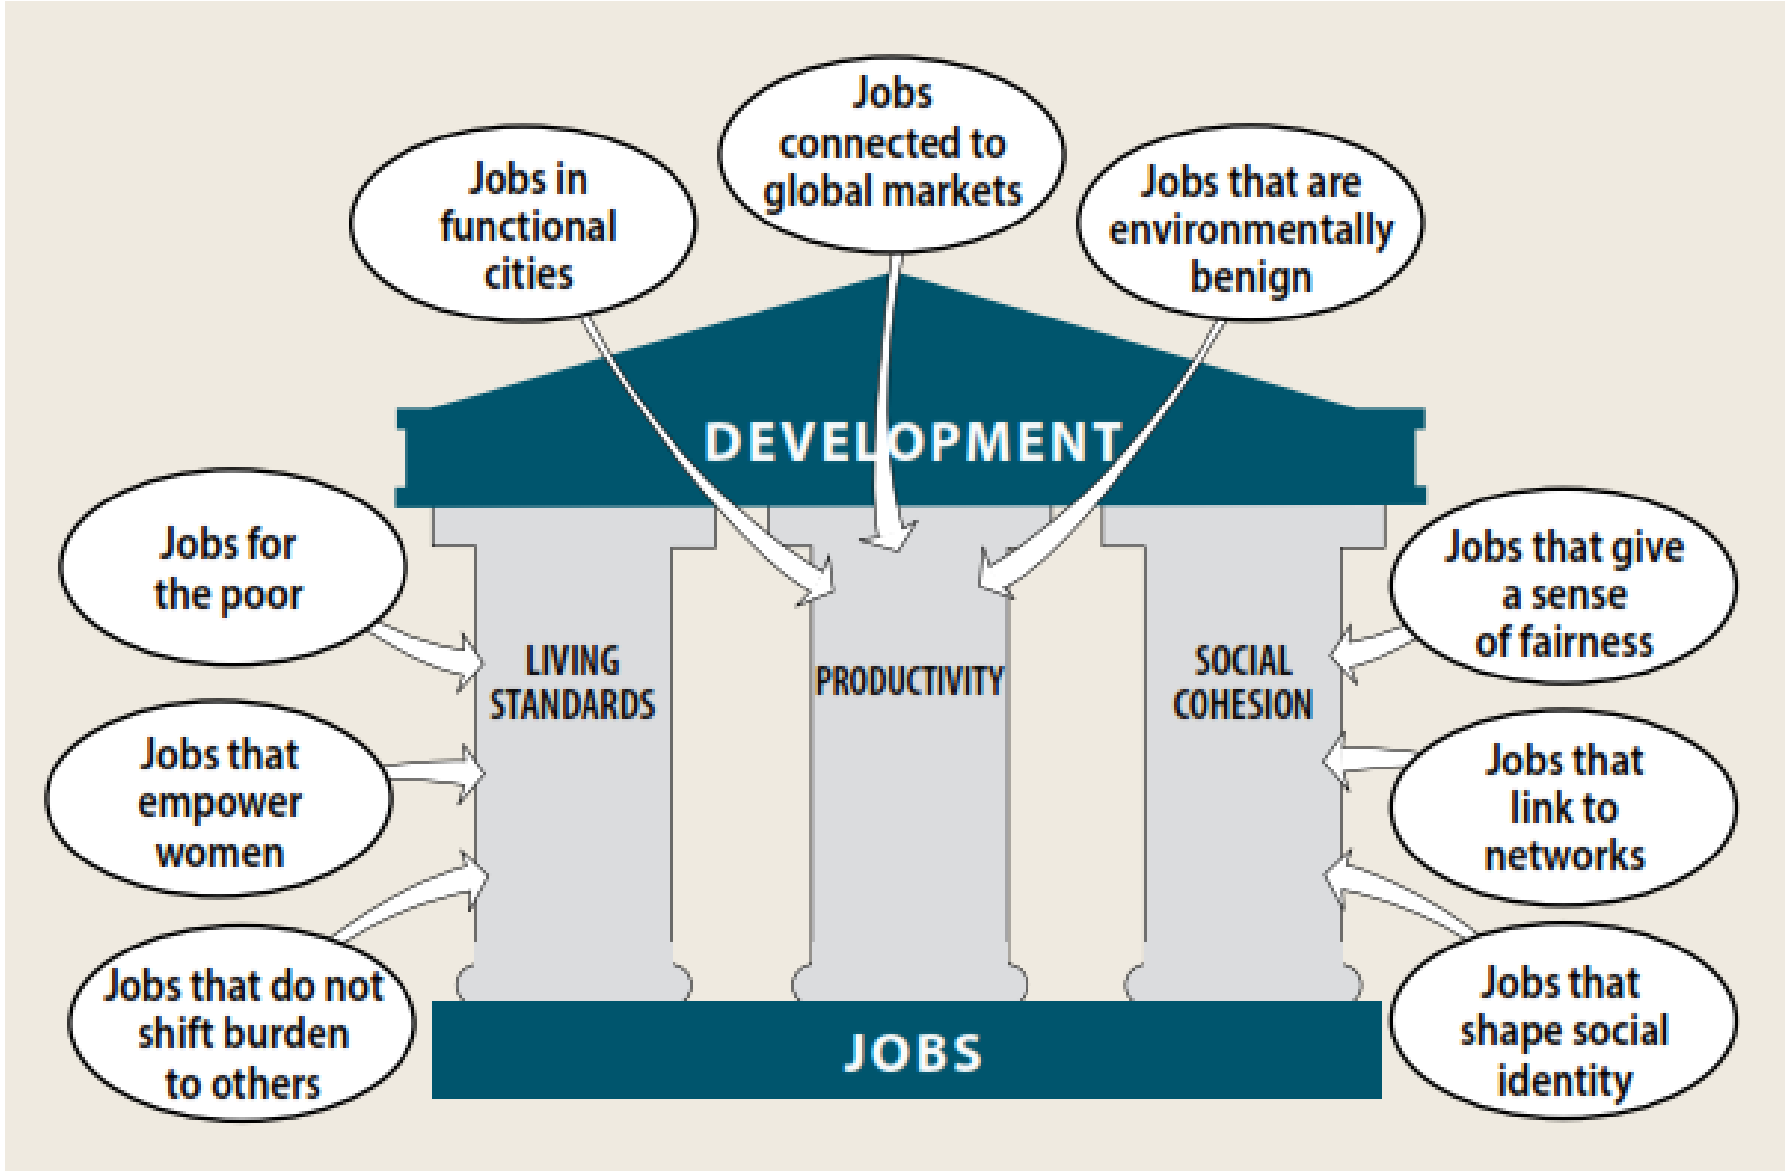 Jobs
connected to
global markets
Jobs in
functional
cities
Jobs that are
environmentally
benign
DEVELOPMENT
Jobs for
the poor
Jobs that
empower
women
Jobs that do not
shift burden
to others
LIVING
STANDARDS
PRODUCTIVITY
SOCIAL
COHESION
Jobs that give
a sense
of fairness
Jobs that
link to
networks
Jobs that
shape social
identity
JOBS